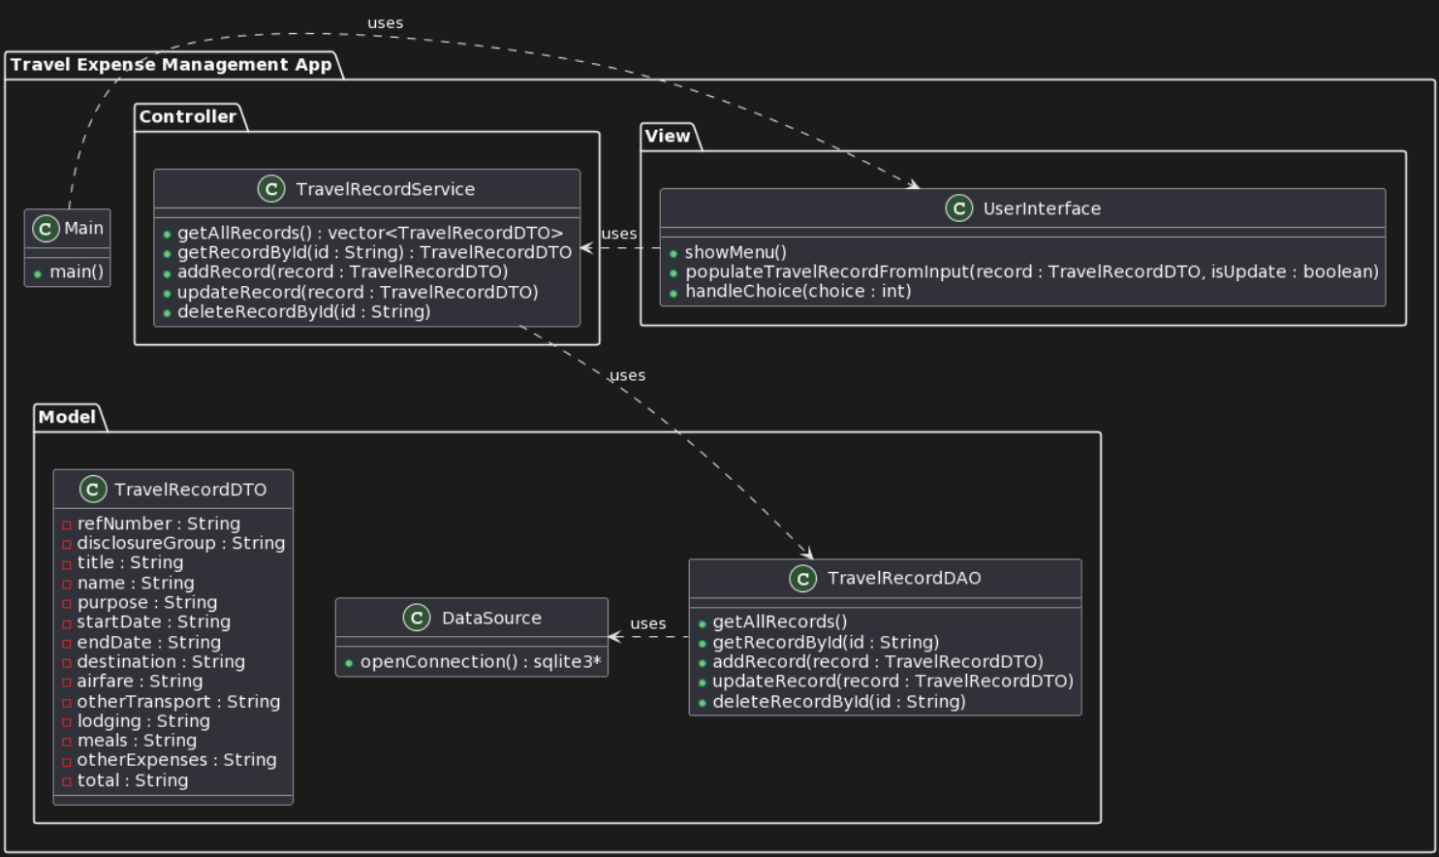 uses
Travel Expense Management App
Controller
View
C Main
main()
C TravelRecordService
getAllRecords() : vector<TravelRecordDTO>
getRecordById(id : String) : TravelRecordDTO
addRecord(record : TravelRecordDTO)
updateRecord(record : TravelRecordDTO)
deleteRecordById(id : String)
uses
C UserInterface
showMenu()
populateTravelRecordFromInput(record : TravelRecordDTO, isUpdate : boolean)
handleChoice(choice : int)
uses
Model
C TravelRecordDTO
refNumber : String
disclosureGroup : String
title : String
name : String
purpose : String
startDate : String
endDate : String
destination : String
airfare : String
otherTransport : String
lodging : String
meals : String
otherExpenses : String
total : String
C DataSource
openConnection() : sqlite3*
uses
C TravelRecordDAO
getAllRecords()
getRecordById(id : String)
addRecord(record : TravelRecordDTO)
updateRecord(record : TravelRecordDTO)
deleteRecordById(id : String)